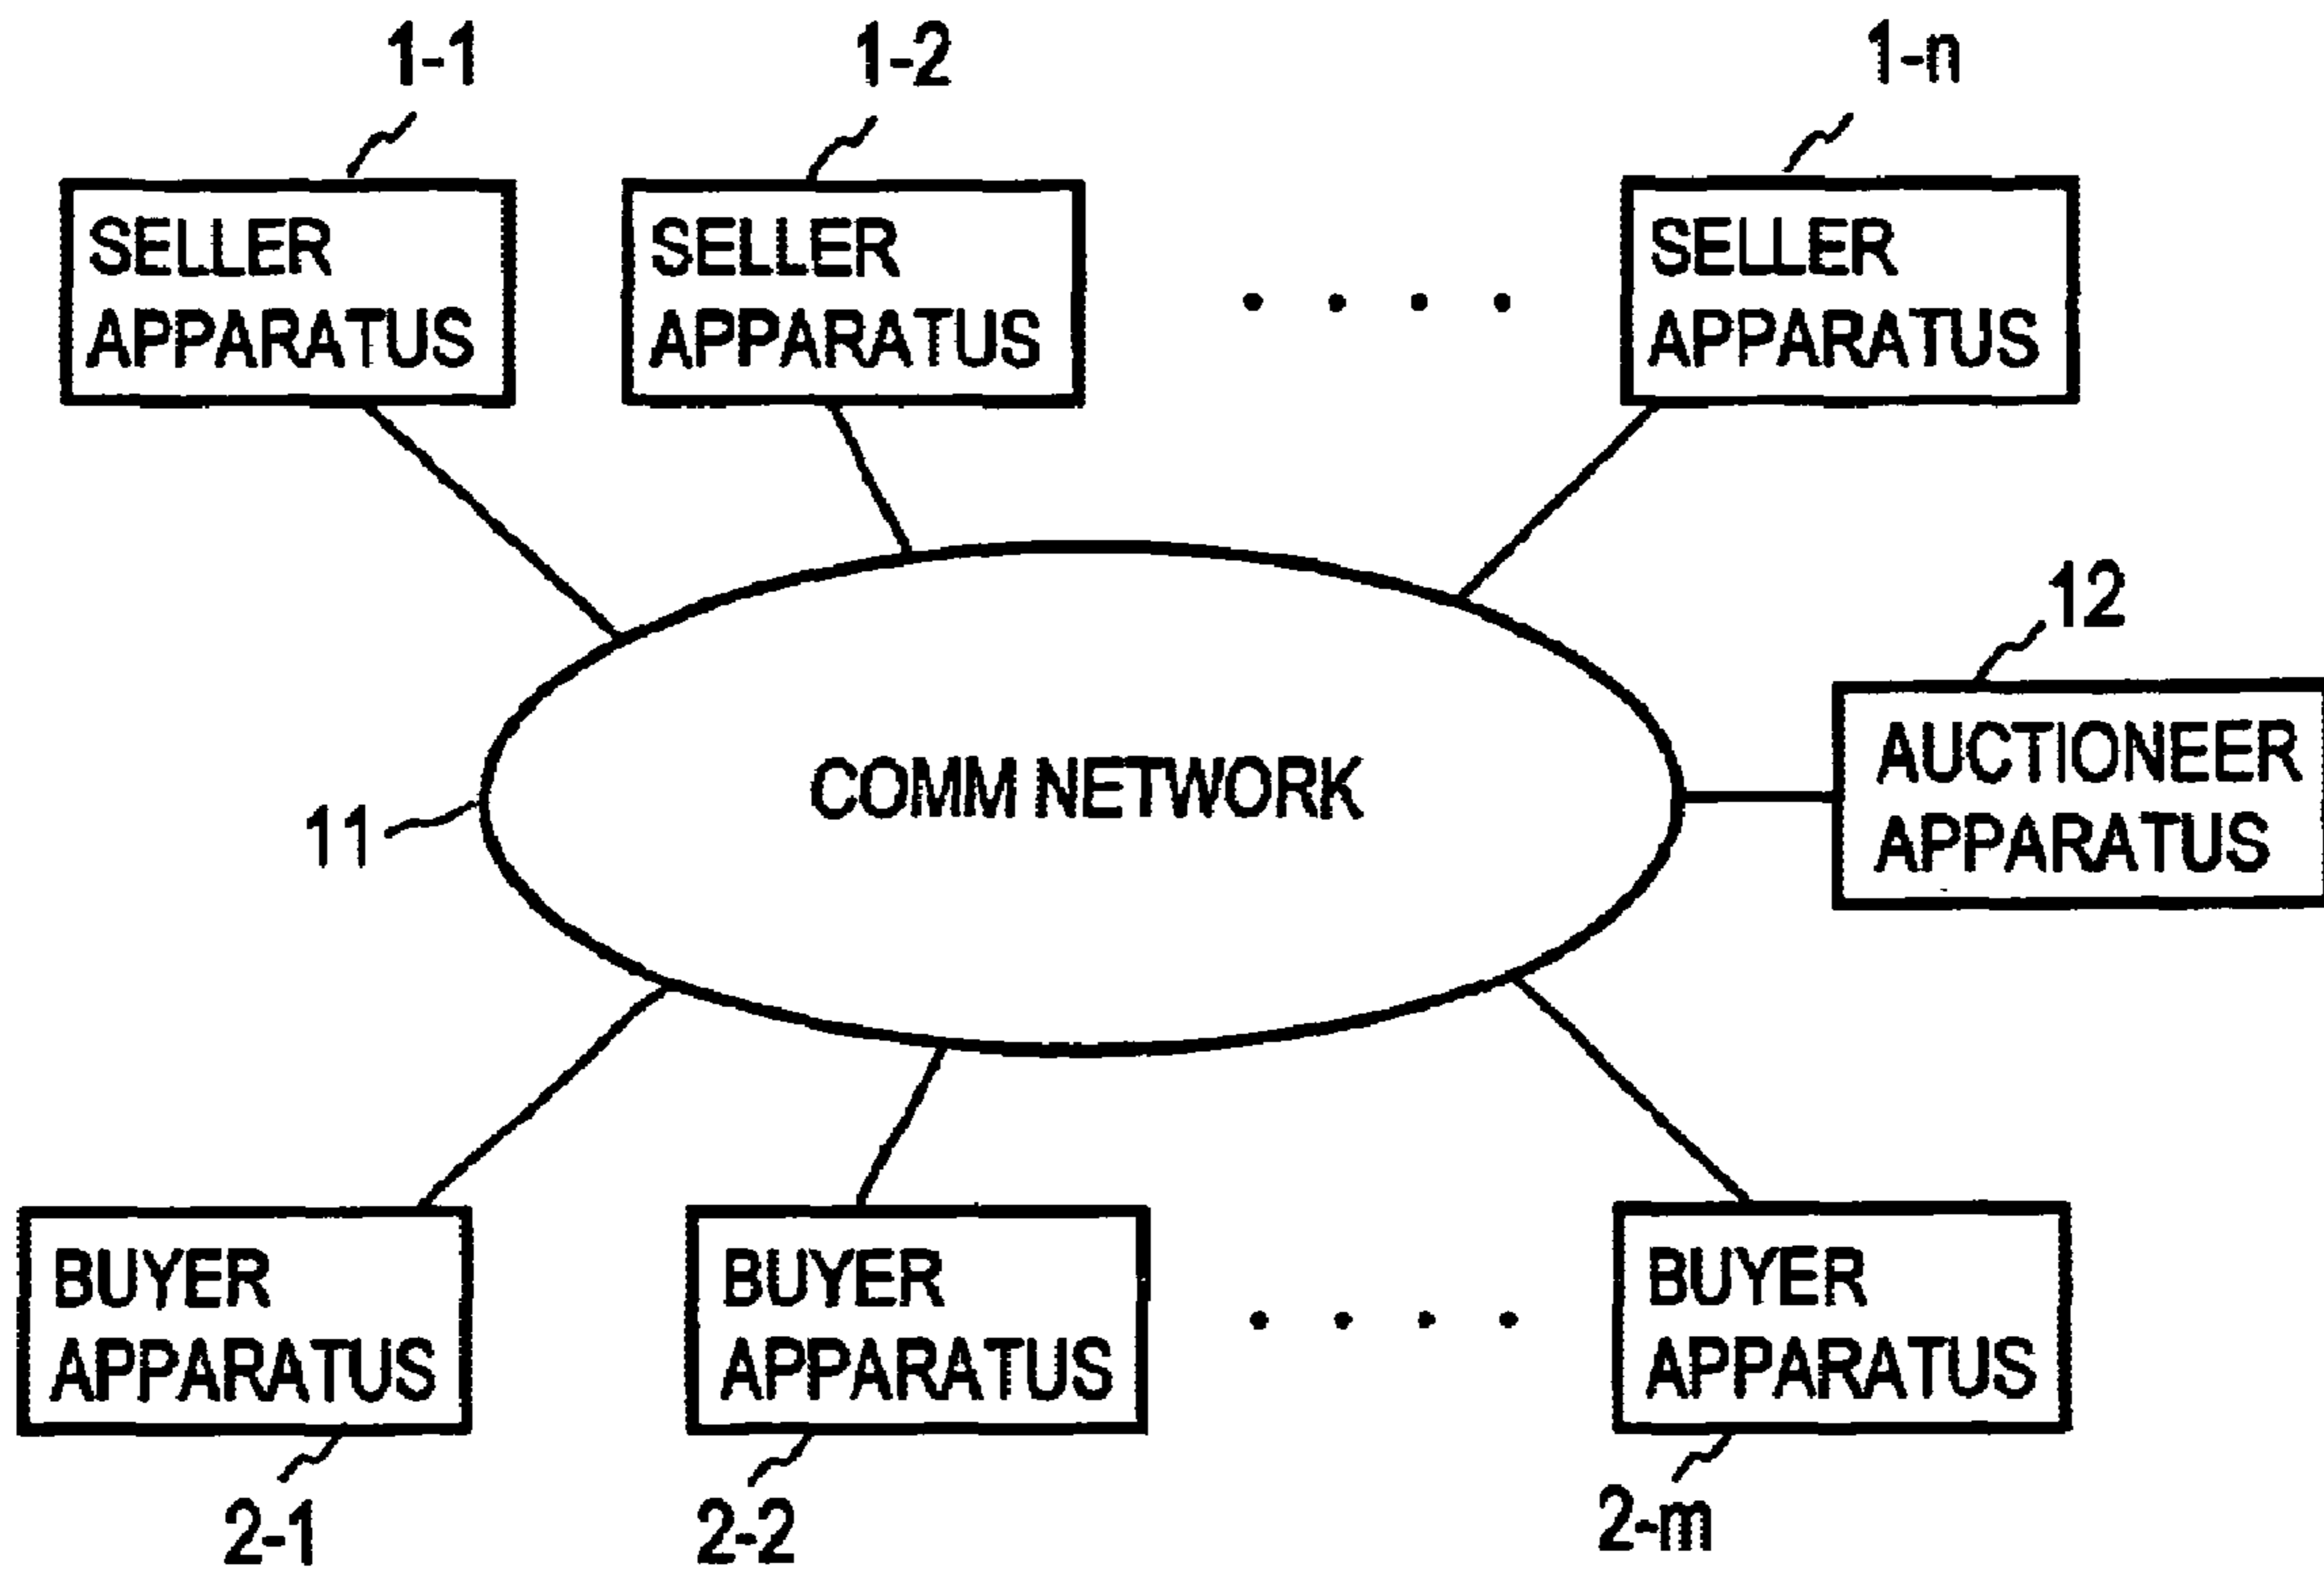 1-1
1-2
1-n
SELLER
APPARATUS
SELLER
APPARATUS
SELLER
APPARATUS
12
AUCTIONEER
APPARATUS
COMM NETWORK
11
BUYER
APPARATUS
BUYER
APPARATUS
BUYER
APPARATUS
2-1
2-2
2-m